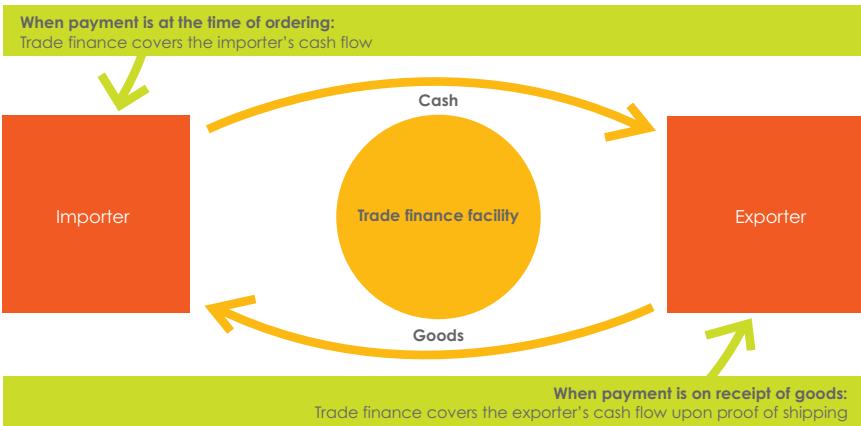 When payment is at the time of ordering:
Trade finance covers the importer’s cash flow
Cash
Importer
Trade finance facility
Exporter
Goods
When payment is on receipt of goods:
Trade finance covers the exporter’s cash flow upon proof of shipping